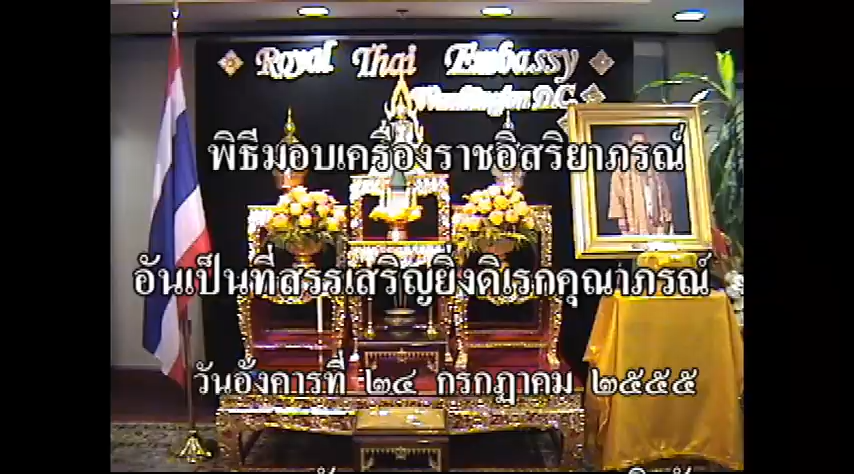 Royal Thai Embassy
Washington D.C.
พิธีมอบเครื่องราชอิสริยาภรณ์
อันเป็นที่สรรเสริญยิ่งดิเรกคุณาภรณ์
วันอังคารที่ ๒๔ กรกฎาคม ๒๕๕๕